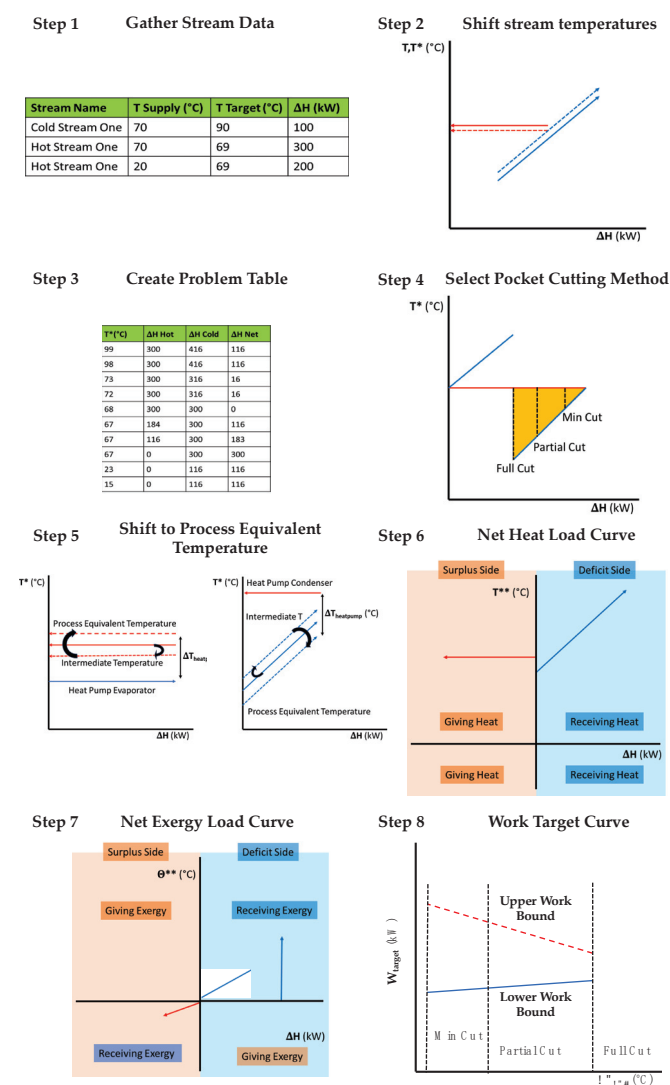 Step 1 Gather Stream Data
Stream Name T Supply (°C) T Target (°C) ΔH (kW)
Cold Stream One 70 90 100
Hot Stream One 70 69 300
Hot Stream One 20 69 200
Step 2 Shift stream temperatures
T,T* (°C)
ΔH (kW)
Step 3 Create Problem Table
T*(°C) ΔH Hot ΔH Cold ΔH Net
99 300 416 116
98 300 416 116
73 300 316 16
72 300 316 16
68 300 300 0
67 184 300 116
67 116 300 183
67 0 300 300
23 0 116 116
15 0 116 116
Step 4 Select Pocket Cutting Method
T* (°C)
Min Cut
Partial Cut
Full Cut
ΔH (kW)
Step 5 Shift to Process Equivalent
Temperature
T* (°C)
Process Equivalent Temperature
Intermediate Temperature
Heat Pump Evaporator
ΔH (kW)
T* (°C) Heat Pump Condenser
Intermediate T
ΔTheatpump (°C)
Process Equivalent Temperature
ΔH (kW)
Step 6 Net Heat Load Curve
Surplus Side Deficit Side
T** (°C)
Giving Heat Receiving Heat
ΔH (kW)
Giving Heat Receiving Heat
Step 7 Net Exergy Load Curve
Surplus Side Deficit Side
Θ** (°C)
Giving Exergy Receiving Exergy
ΔH (kW)
Receiving Exergy Giving Exergy
Step 8 Work Target Curve
Wtarget (kW)
Upper Work
Bound
Lower Work
Bound
Min Cut
Partial Cut Full Cut
(°C)